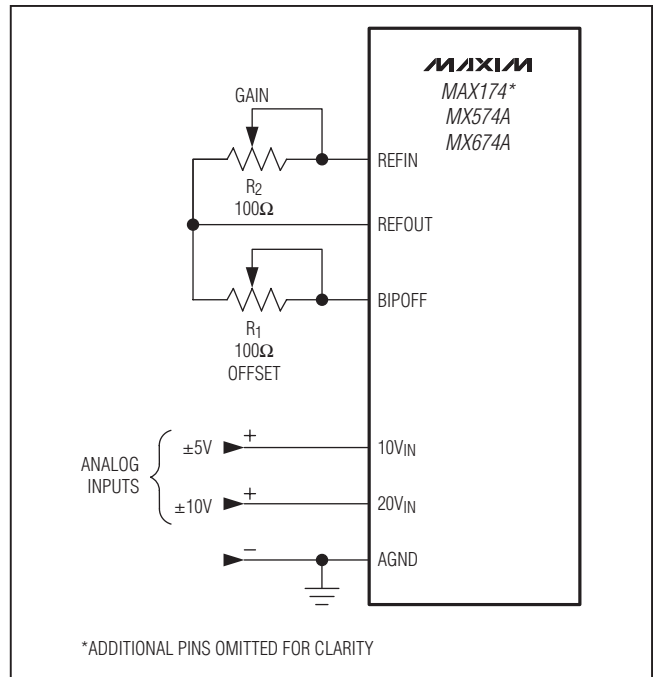 MAXIM
MAX174*
MX574A
MX674A
GAIN
R2
100Ω
REFIN
REFOUT
BIPOFF
R1
100Ω
OFFSET
ANALOG
INPUTS
±5V
+
10VIN
±10V
+
20VIN
−
AGND
*ADDITIONAL PINS OMITTED FOR CLARITY